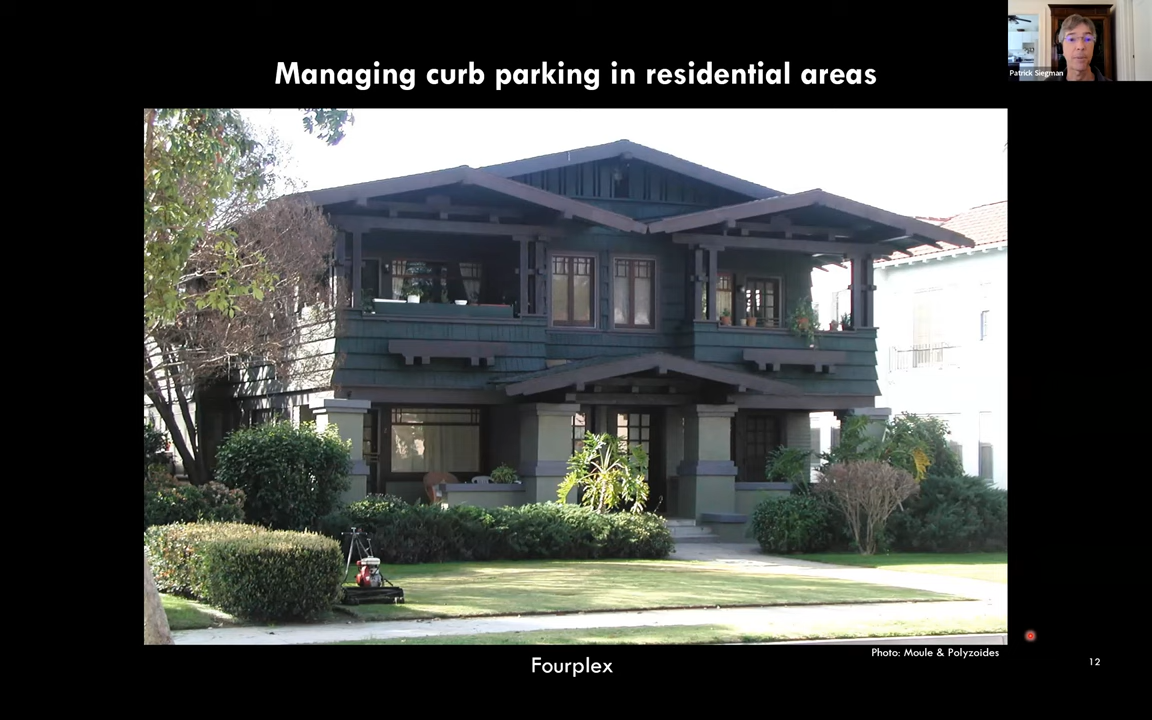 Patrick Siegman
Managing curb parking in residential areas
Photo: Moule & Polyzoides
Fourplex
12